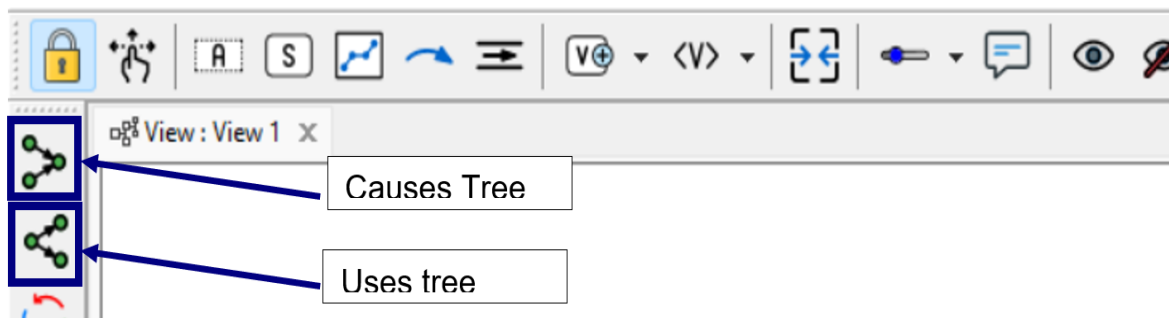 A S V <V>
View : View 1 X
Causes Tree
Uses tree